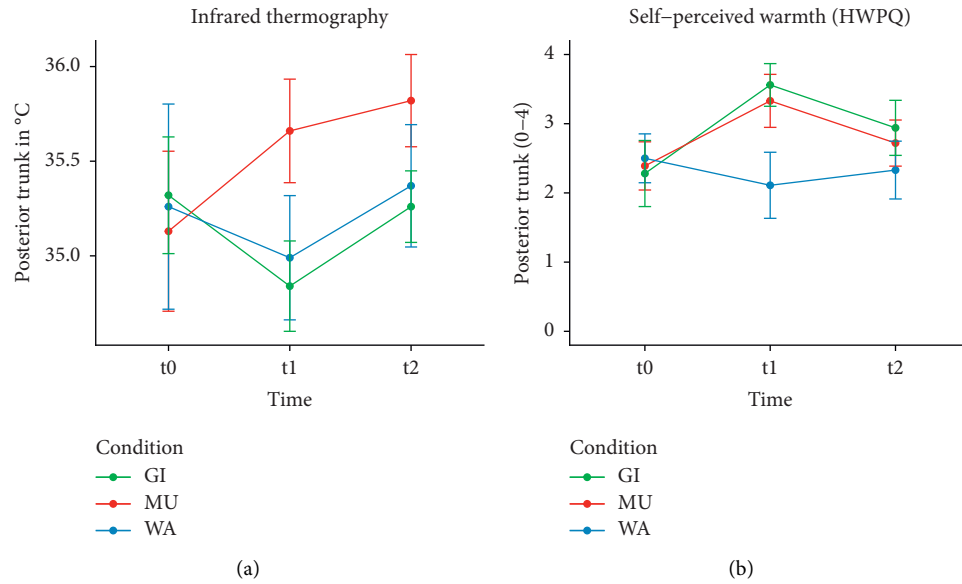 Infrared thermography
Posterior trunk in °C
36.0
35.5
35.0
t0 t1 t2
Time
Condition
GI
MU
WA
(a)
Self-perceived warmth (HWPQ)
Posterior trunk (0–4)
4
3
2
1
0
t0 t1 t2
Time
Condition
GI
MU
WA
(b)